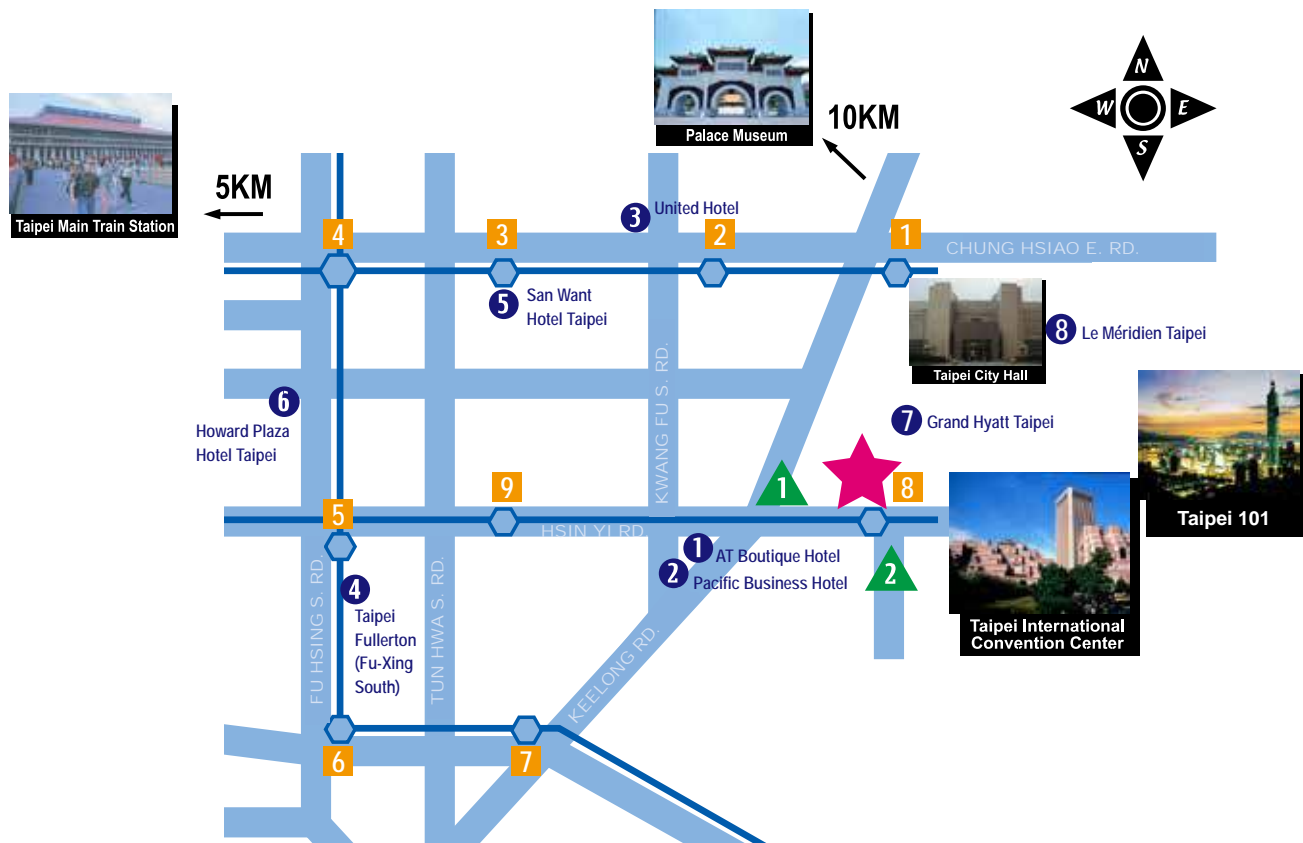 N
W
E
S
Palace Museum
10KM
5KM
Taipei Main Train Station
3
United Hotel
4
3
2
1
CHUNG HSIAO E. RD.
5
San Want
Hotel Taipei
Taipei City Hall
8
Le Méridien Taipei
6
Howard Plaza
Hotel Taipei
KWANG FU S. RD.
7
Grand Hyatt Taipei
Taipei 101
5
9
1
8
HSIN YI RD.
1
AT Boutique Hotel
2
Pacific Business Hotel
2
Taipei International
Convention Center
4
Taipei
Fullerton
(Fu-Xing
South)
FU HSING S. RD.
TUN HWA S. RD.
KEELONG RD.
6
7